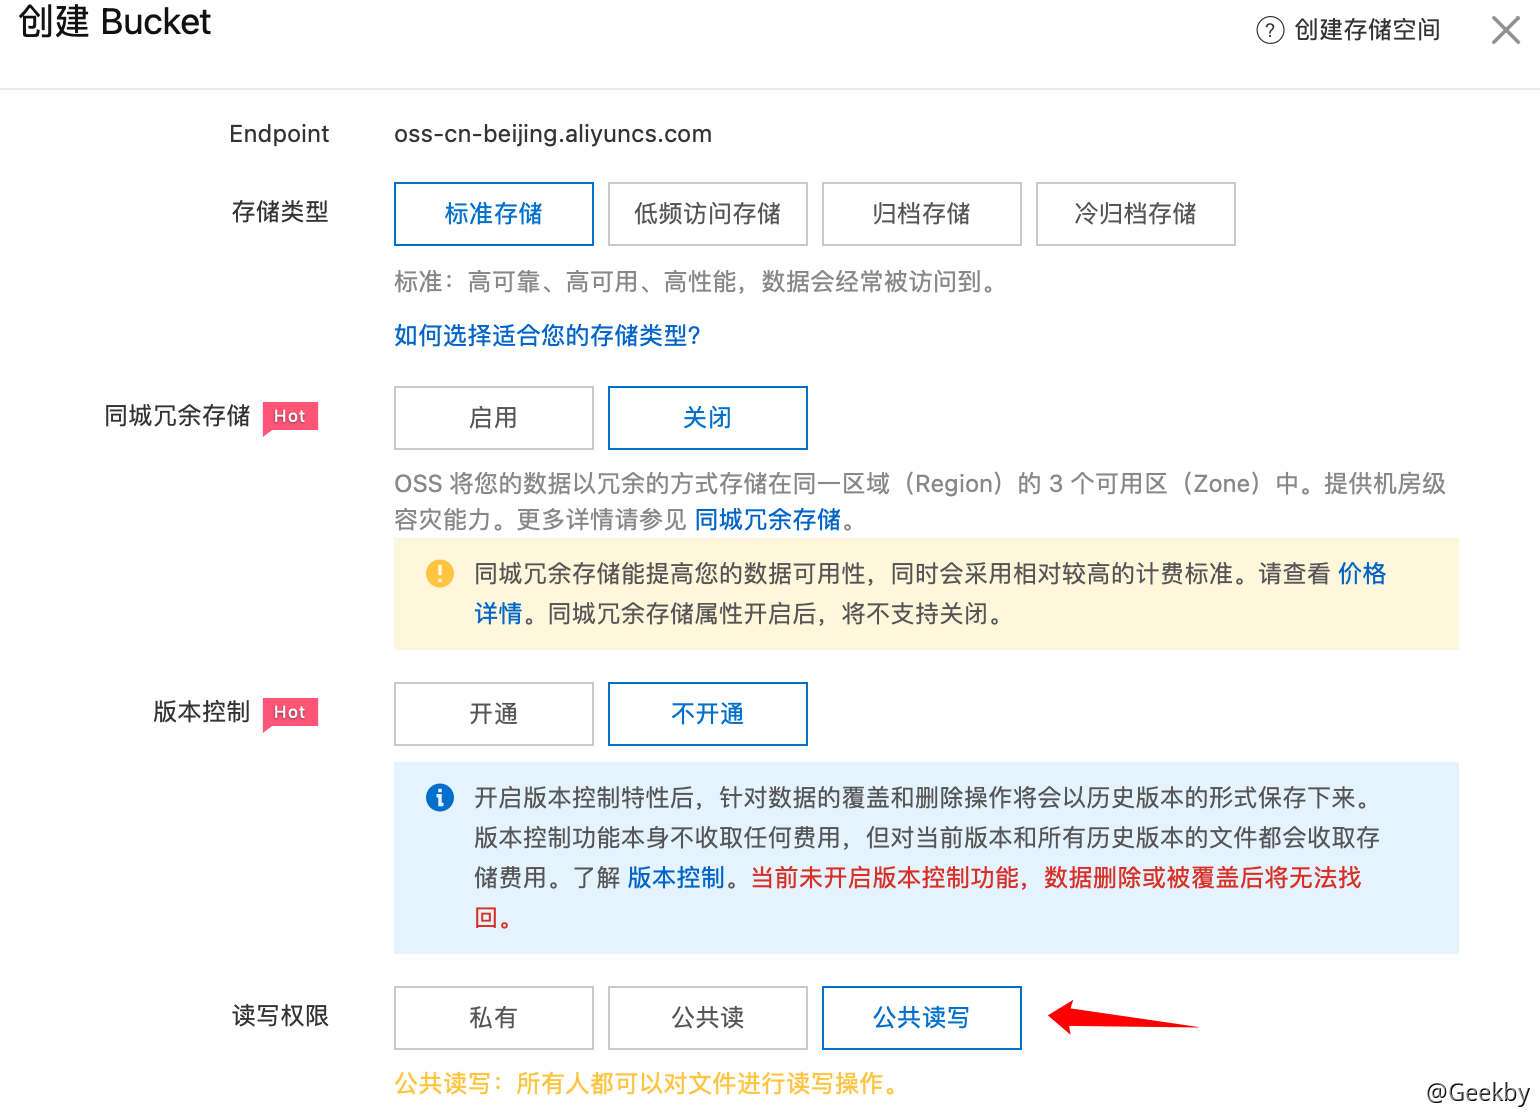 创建 Bucket
? 创建存储空间
Endpoint
oss-cn-beijing.aliyuncs.com
存储类型
标准存储
低频访问存储
归档存储
冷归档存储
标准：高可靠、高可用、高性能，数据会经常被访问到。
如何选择适合您的存储类型?
同城冗余存储
Hot
启用
关闭
OSS 将您的数据以冗余的方式存储在同一区域（Region）的 3 个可用区（Zone）中。提供机房级
容灾能力。更多详情请参见 同城冗余存储。
同城冗余存储能提高您的数据可用性，同时会采用相对较高的计费标准。请查看 价格
详情。同城冗余存储属性开启后，将不支持关闭。
版本控制
Hot
开通
不开通
开启版本控制特性后，针对数据的覆盖和删除操作将会以历史版本的形式保存下来。
版本控制功能本身不收取任何费用，但对当前版本和所有历史版本的文件都会收取存
储费用。了解 版本控制。当前未开启版本控制功能，数据删除或被覆盖后将无法找
回。
读写权限
私有
公共读
公共读写
公共读写：所有人都可以对文件进行读写操作。
@Geekby